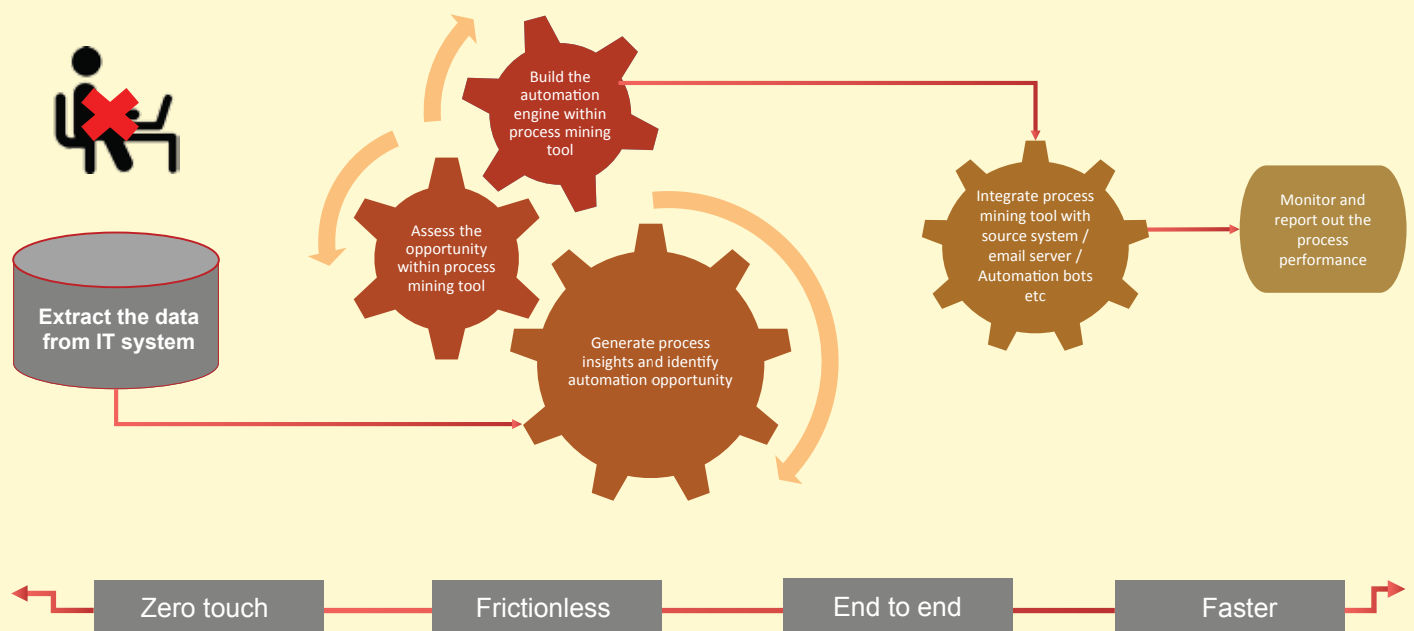 Build the
automation
engine within
process mining
tool
Assess the
opportunity
within process
mining tool
Extract the data
from IT system
Generate process
insights and identify
automation opportunity
Integrate process
mining tool with
source system /
email server /
Automation bots
etc
Monitor and
report out the
process
performance
Zero touch
Frictionless
End to end
Faster